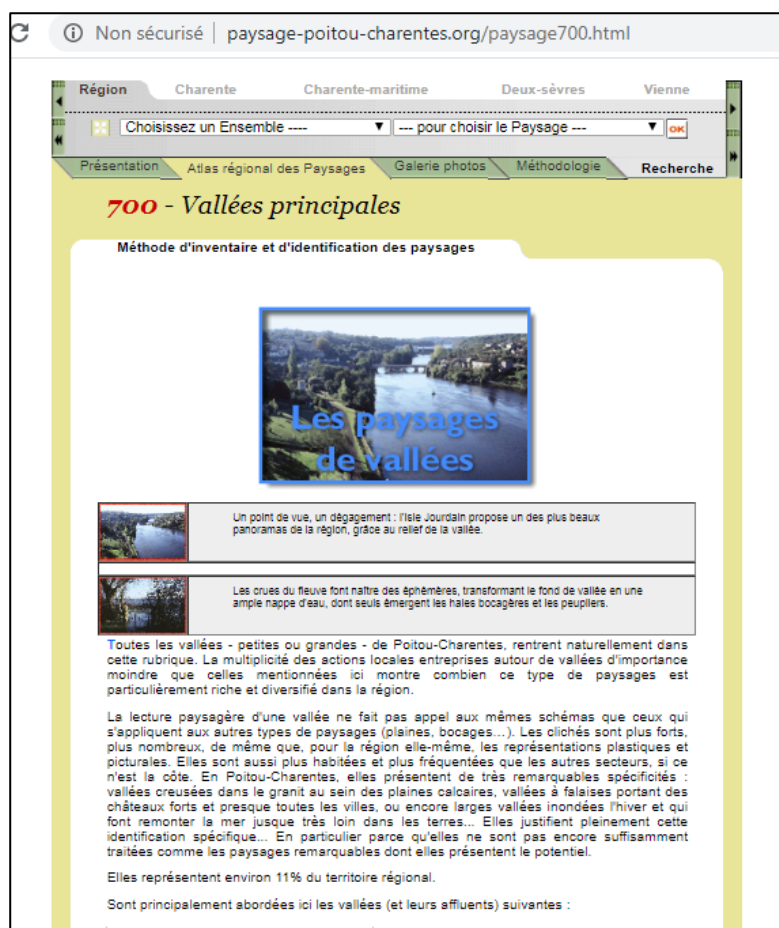 Non sécurisé | paysage-poitou-charentes.org/paysage700.html
Région Charente Charente-maritime Deux-sèvres Vienne
Choisissez un Ensemble ---- --- pour choisir le Paysage --- OK
Présentation Atlas régional des Paysages Galerie photos Méthodologie Recherche
700 - Vallées principales
Méthode d'inventaire et d'identification des paysages
Les paysages
de vallées
Un point de vue, un dégagement : l'Isle Jourdain propose un des plus beaux
panoramas de la région, grâce au relief de la vallée.
Les crues du fleuve font naître des éphémères, transformant le fond de vallée en une
ample nappe d'eau, dont seuls émergent les haies bocagères et les peupliers.
Toutes les vallées - petites ou grandes - de Poitou-Charentes, rentrent naturellement dans
cette rubrique. La multiplicité des actions locales entreprises autour de vallées d'importance
moindre que celles mentionnées ici montre combien ce type de paysages est
particulièrement riche et diversifié dans la région.
La lecture paysagère d'une vallée ne fait pas appel aux mêmes schémas que ceux qui
s'appliquent aux autres types de paysages (plaines, bocages...). Les clichés sont plus forts,
plus nombreux, de même que, pour la région elle-même, les représentations plastiques et
picturales. Elles sont aussi plus habitées et plus fréquentées que les autres secteurs, si ce
n'est la côte. En Poitou-Charentes, elles présentent de très remarquables spécificités :
vallées creusées dans le granit au sein des plaines calcaires, vallées à falaises portant des
châteaux forts et presque toutes les villes, ou encore larges vallées inondées l'hiver et qui
font remonter la mer jusque très loin dans les terres... Elles justifient pleinement cette
identification spécifique... En particulier parce qu'elles ne sont pas encore suffisamment
traitées comme les paysages remarquables dont elles présentent le potentiel.
Elles représentent environ 11% du territoire régional.
Sont principalement abordées ici les vallées (et leurs affluents) suivantes :